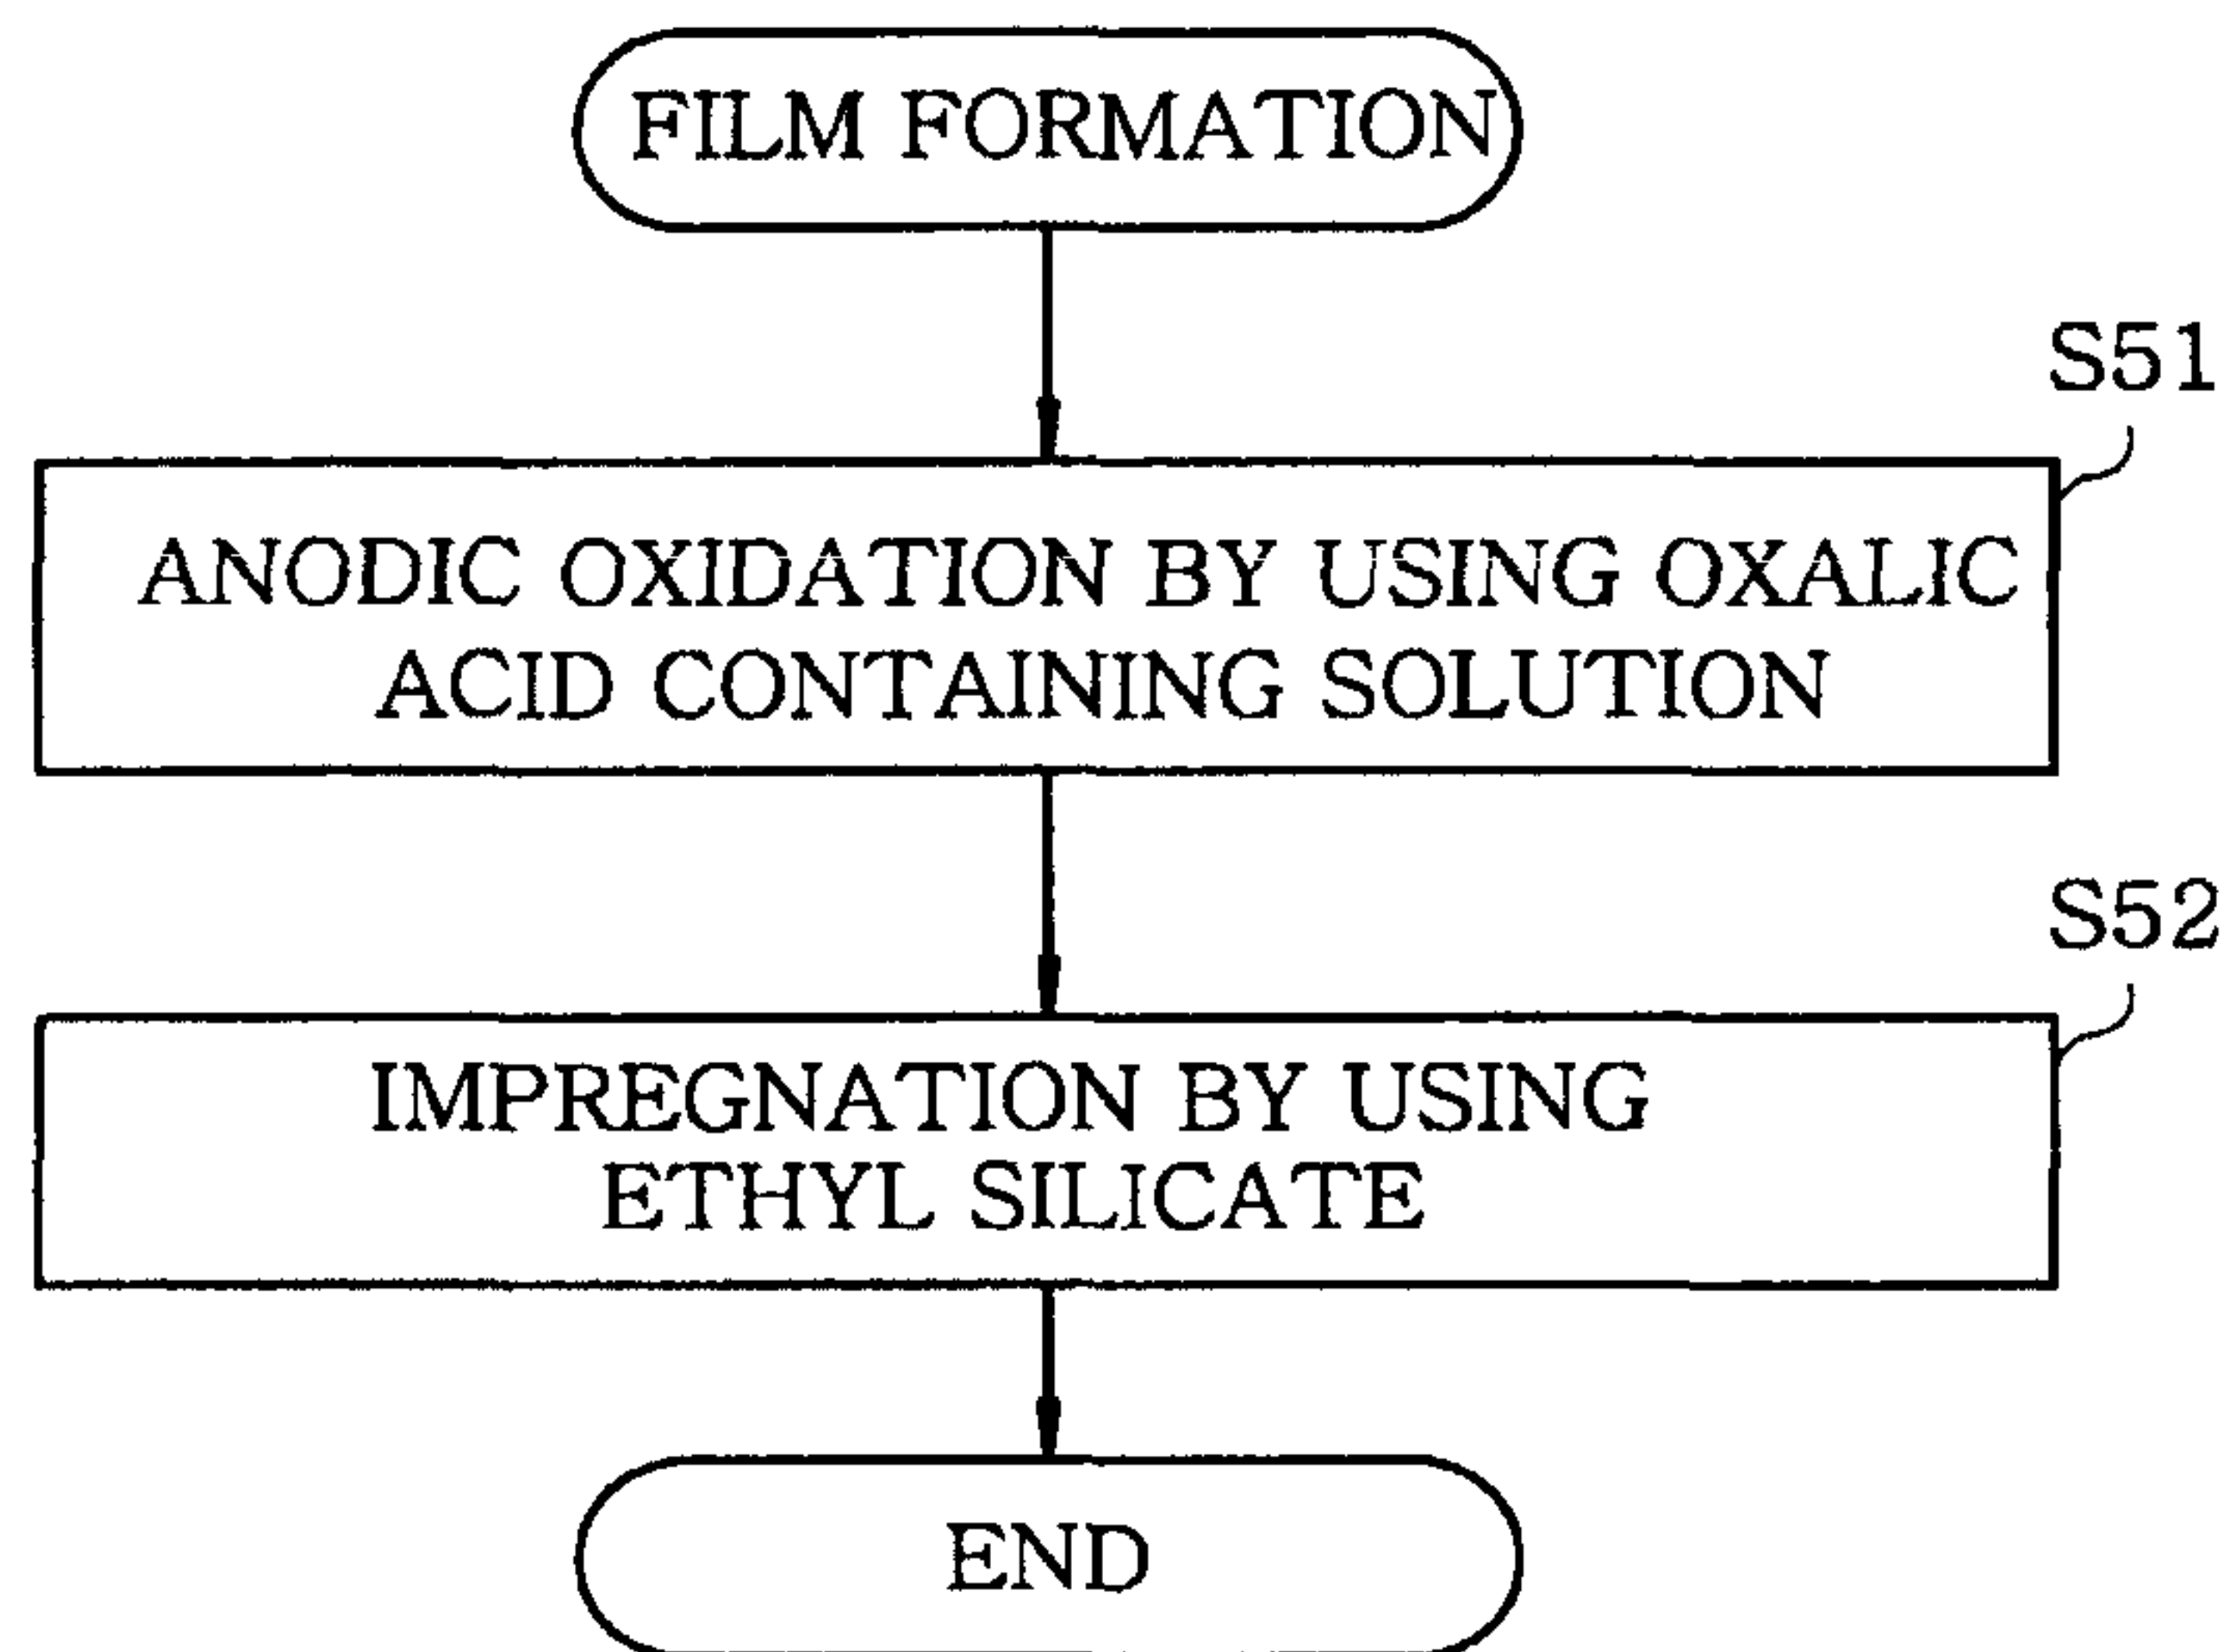 FILM FORMATION
S51
ANODIC OXIDATION BY USING OXALIC
ACID CONTAINING SOLUTION
S52
IMPREGNATION BY USING
ETHYL SILICATE
END